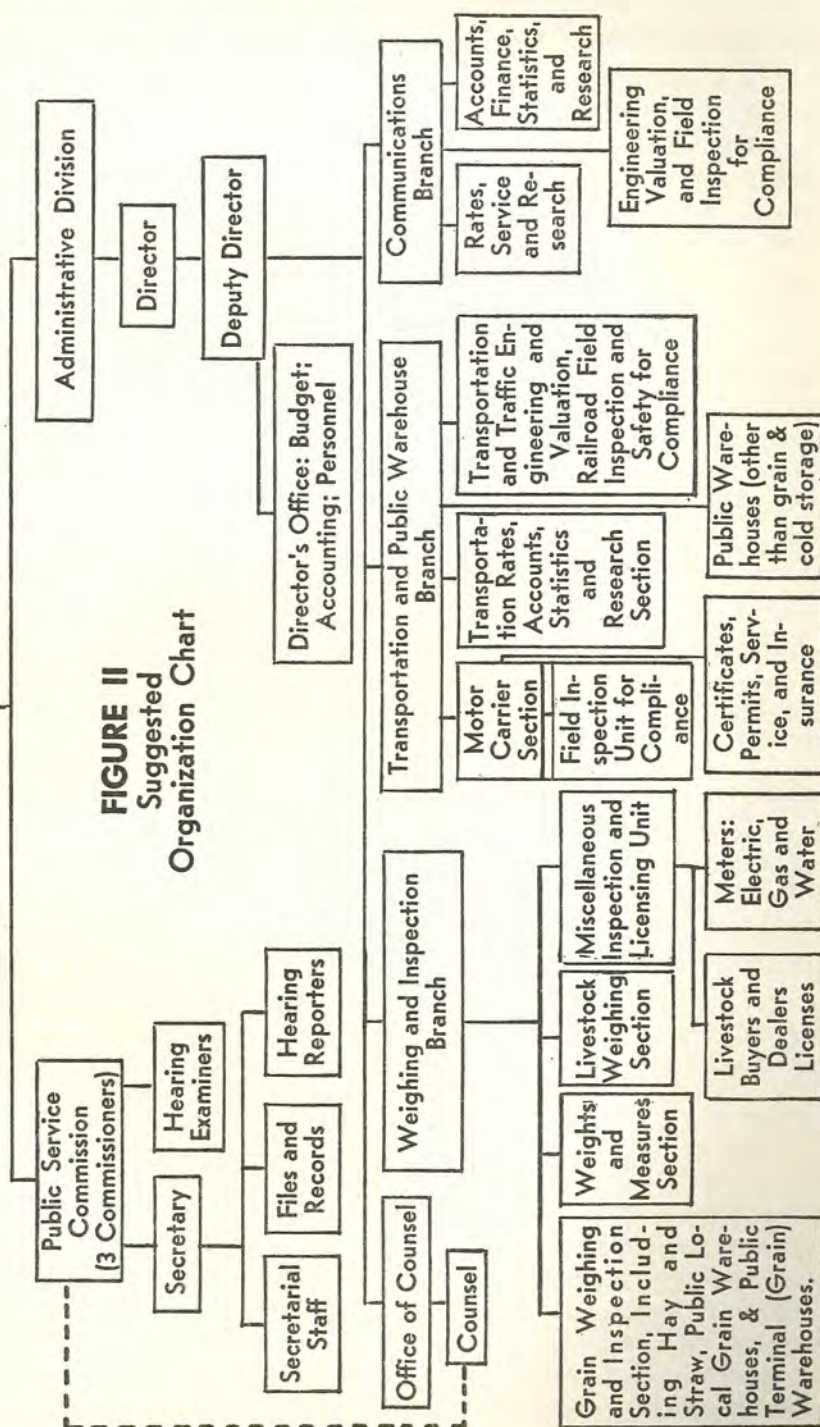 FIGURE II
Suggested
Organization Chart
Public Service
Commission
(3 Commissioners)
Secretary
Hearing
Examiners
Secretarial
Staff
Files and
Records
Hearing
Reporters
Administrative Division
Director
Deputy Director
Director's Office: Budget;
Accounting; Personnel
Office of Counsel
Counsel
Weighing and Inspection
Branch
Grain Weighing
and Inspection
Section, Includ-
ing Hay and
Straw, Public Lo-
cal Grain Ware-
houses, & Public
Terminal (Grain)
Warehouses.
Weights
and
Measures
Section
Livestock
Weighing
Section
Miscellaneous
Inspection and
Licensing Unit
Livestock
Buyers and
Dealers
Licenses
Meters:
Electric,
Gas and
Water
Transportation and Public Warehouse
Branch
Motor
Carrier
Section
Field In-
spection
Unit for
Compli-
ance
Certificates,
Permits, Serv-
ice, and In-
surance
Transporta-
tion Rates,
Accounts,
Statistics
and
Research
Section
Transportation
and Traffic En-
gineering and
Valuation,
Railroad Field
Inspection and
Safety for
Compliance
Public Ware-
houses (other
than grain &
cold storage)
Communications
Branch
Rates,
Service
and Re-
search
Accounts,
Finance,
Statistics,
and
Research
Engineering
Valuation,
and Field
Inspection
for
Compliance